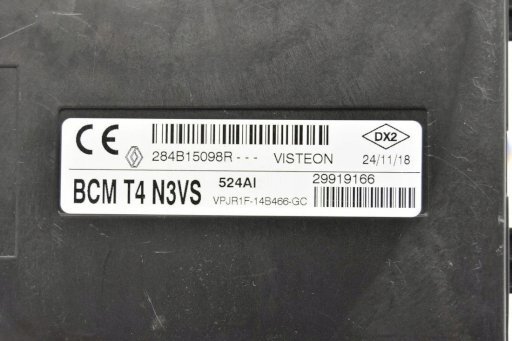 CE
284B15098R--- VISTEON
DX2
24/11/18
BCM T4 N3VS
524AI
VPJR1F-14B466-GC
29919166